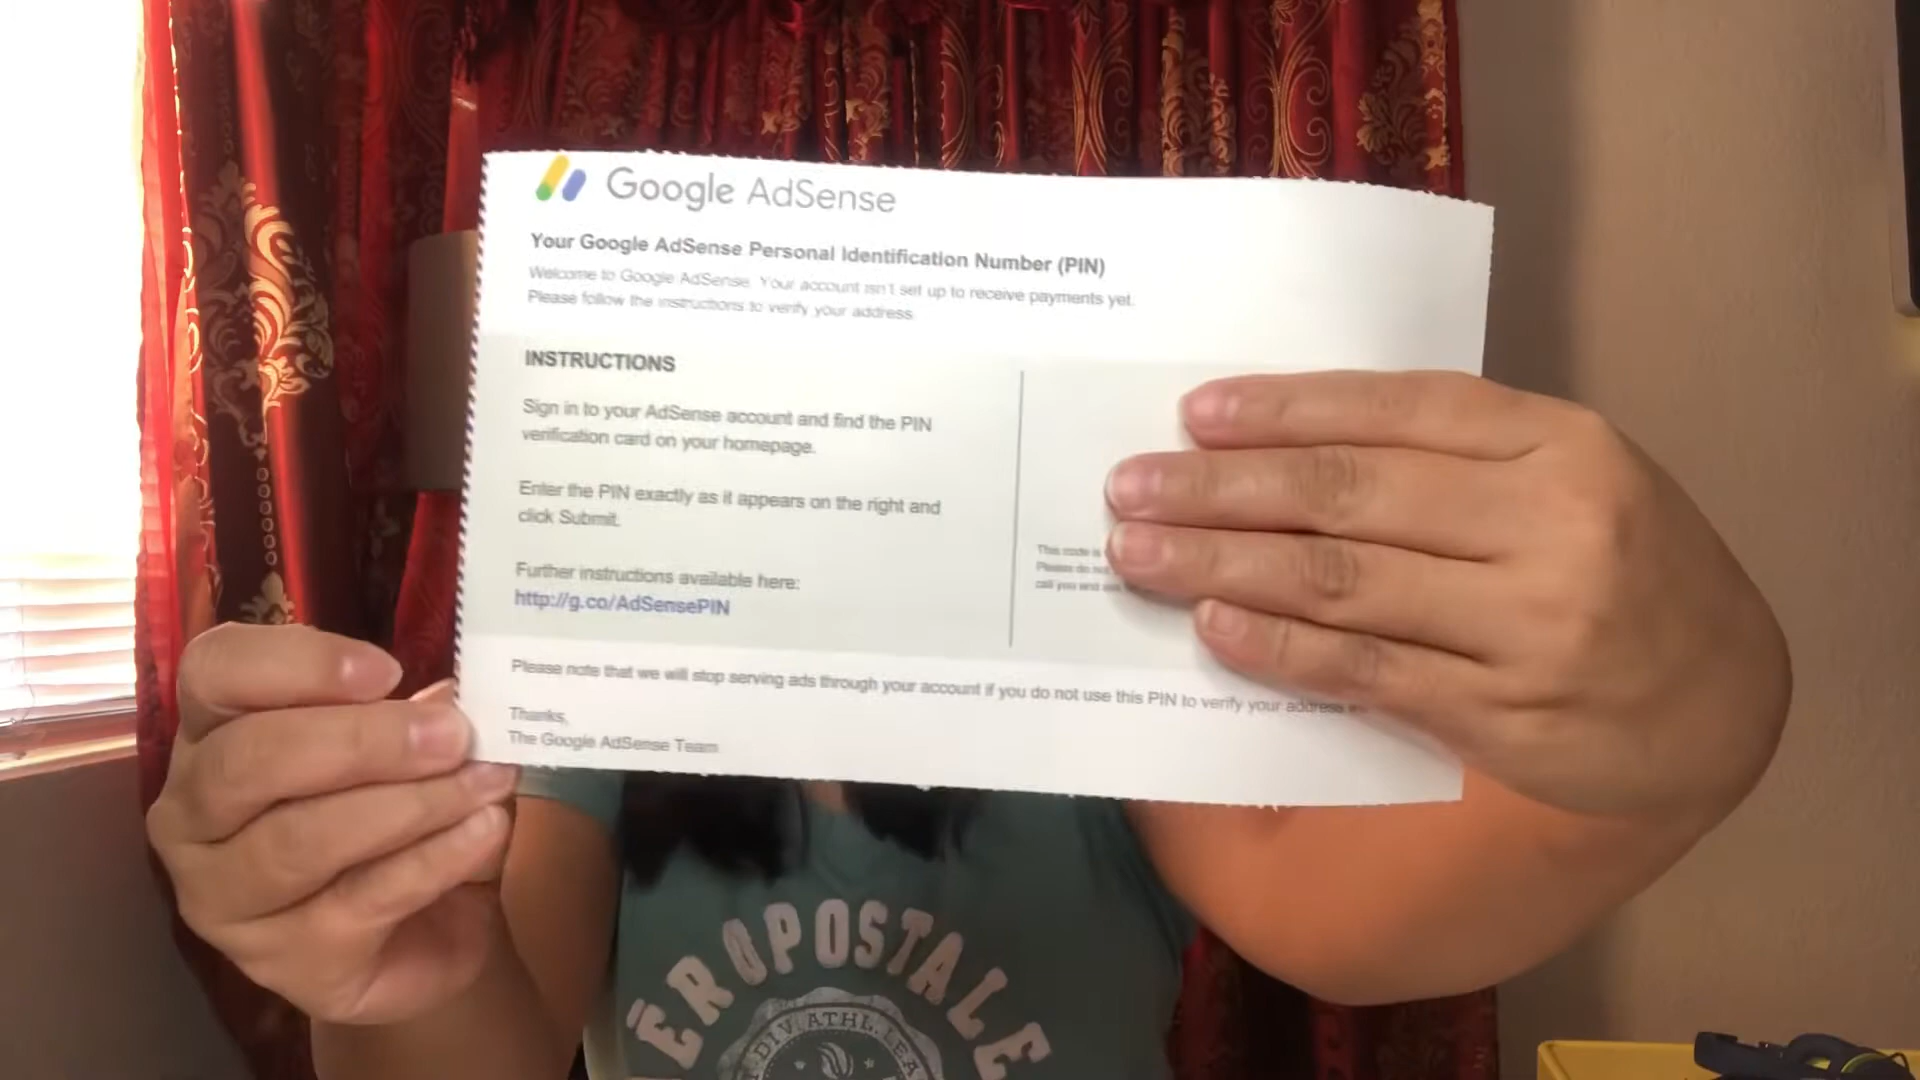 Google AdSense
Your Google AdSense Personal Identification Number (PIN)
Welcome to Google AdSense. Your account isn't set up to receive payments yet.
Please follow the instructions to verify your address.
INSTRUCTIONS
Sign in to your AdSense account and find the PIN
verification card on your homepage.
Enter the PIN exactly as it appears on the right and
click Submit.
Further instructions available here:
http://g.co/AdSensePIN
This code is
Please do not
call you and
Please note that we will stop serving ads through your account if you do not use this PIN to verify your address
Thanks,
The Google AdSense Team
ĒROPOSTALE
DIV. ATHL. LEA